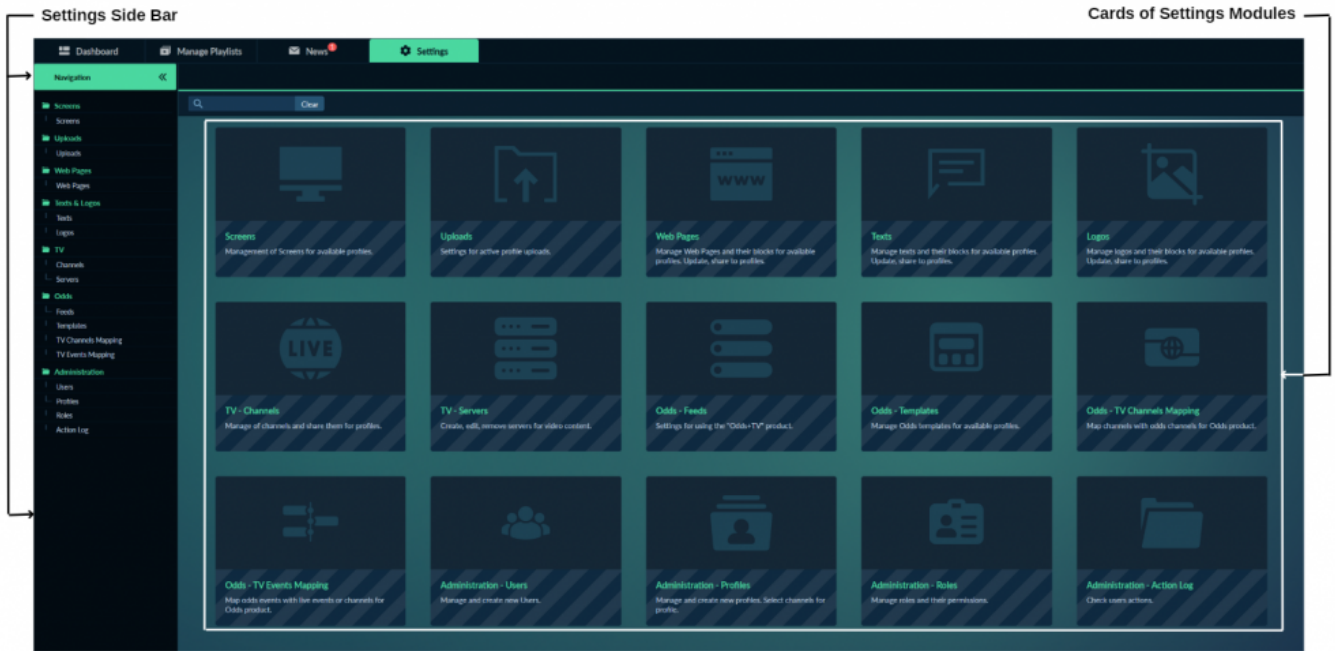 Settings Side Bar
Cards of Settings Modules
Dashboard
Manage Playlists
News
Settings
Navigation
Clear
Screens
Screens
Uploads
Uploads
Web Pages
Web Pages
Texts & Logos
Texts
Logos
TV
Channels
Servers
Odds
Feeds
Templates
TV Channels Mapping
TV Events Mapping
Administration
Users
Profiles
Roles
Action Log
Screens
Management of Screens for available profiles.
Uploads
Settings for active profile uploads.
WWW
Web Pages
Manage Web Pages and their blocks for available
profiles. Update, share to profiles.
Texts
Manage texts and their blocks for available profiles.
Update, share to profiles.
Logos
Manage logos and their blocks for available profiles.
Update, share to profiles.
LIVE
TV - Channels
Manage of channels and share them for profiles.
TV - Servers
Create, edit, remove servers for video content.
Odds - Feeds
Settings for using the "Odds+TV" product.
Odds - Templates
Manage Odds templates for available profiles.
Odds - TV Channels Mapping
Map channels with odds channels for Odds product.
Odds - TV Events Mapping
Map odds events with live events or channels for
Odds product.
Administration - Users
Manage and create new Users.
Administration - Profiles
Manage and create new profiles. Select channels for
profile.
Administration - Roles
Manage roles and their permissions.
Administration - Action Log
Check users actions.